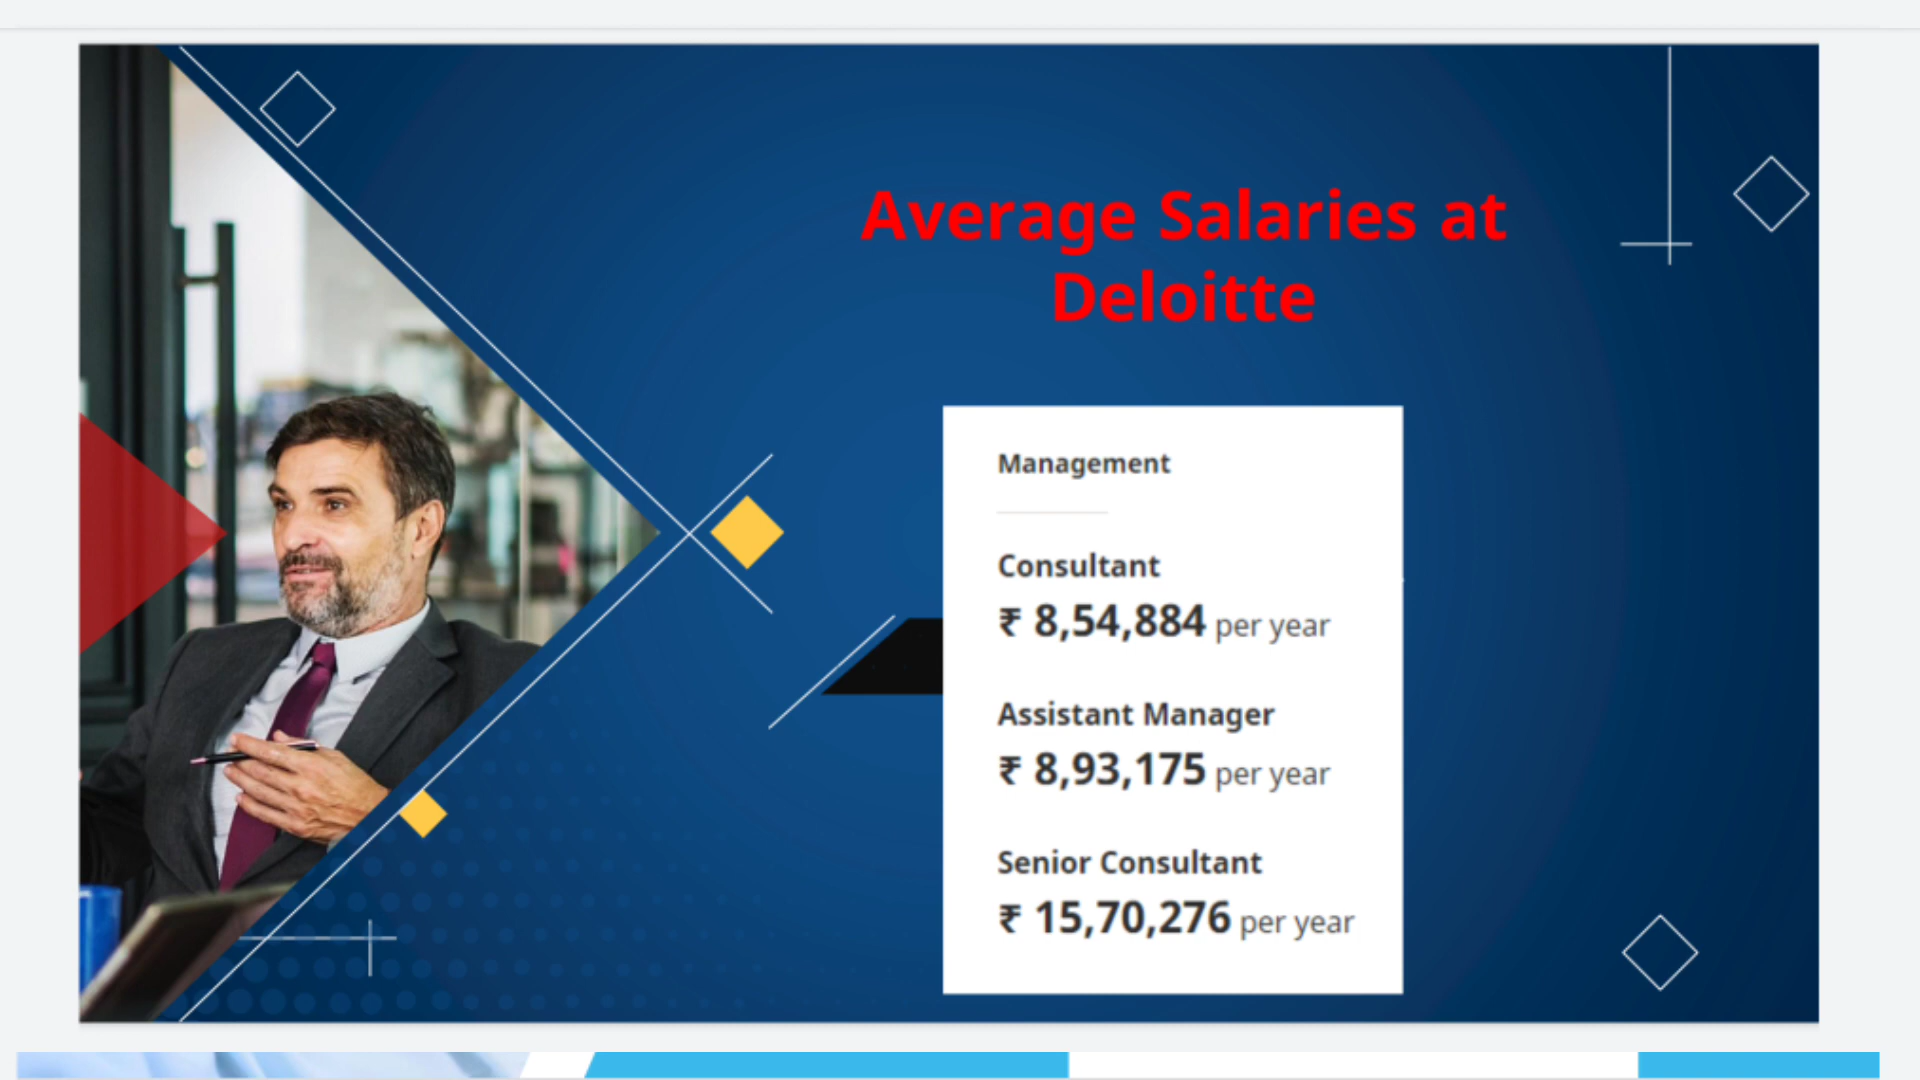 Average Salaries at
Deloitte
Management
Consultant
₹ 8,54,884 per year
Assistant Manager
₹ 8,93,175 per year
Senior Consultant
₹ 15,70,276 per year